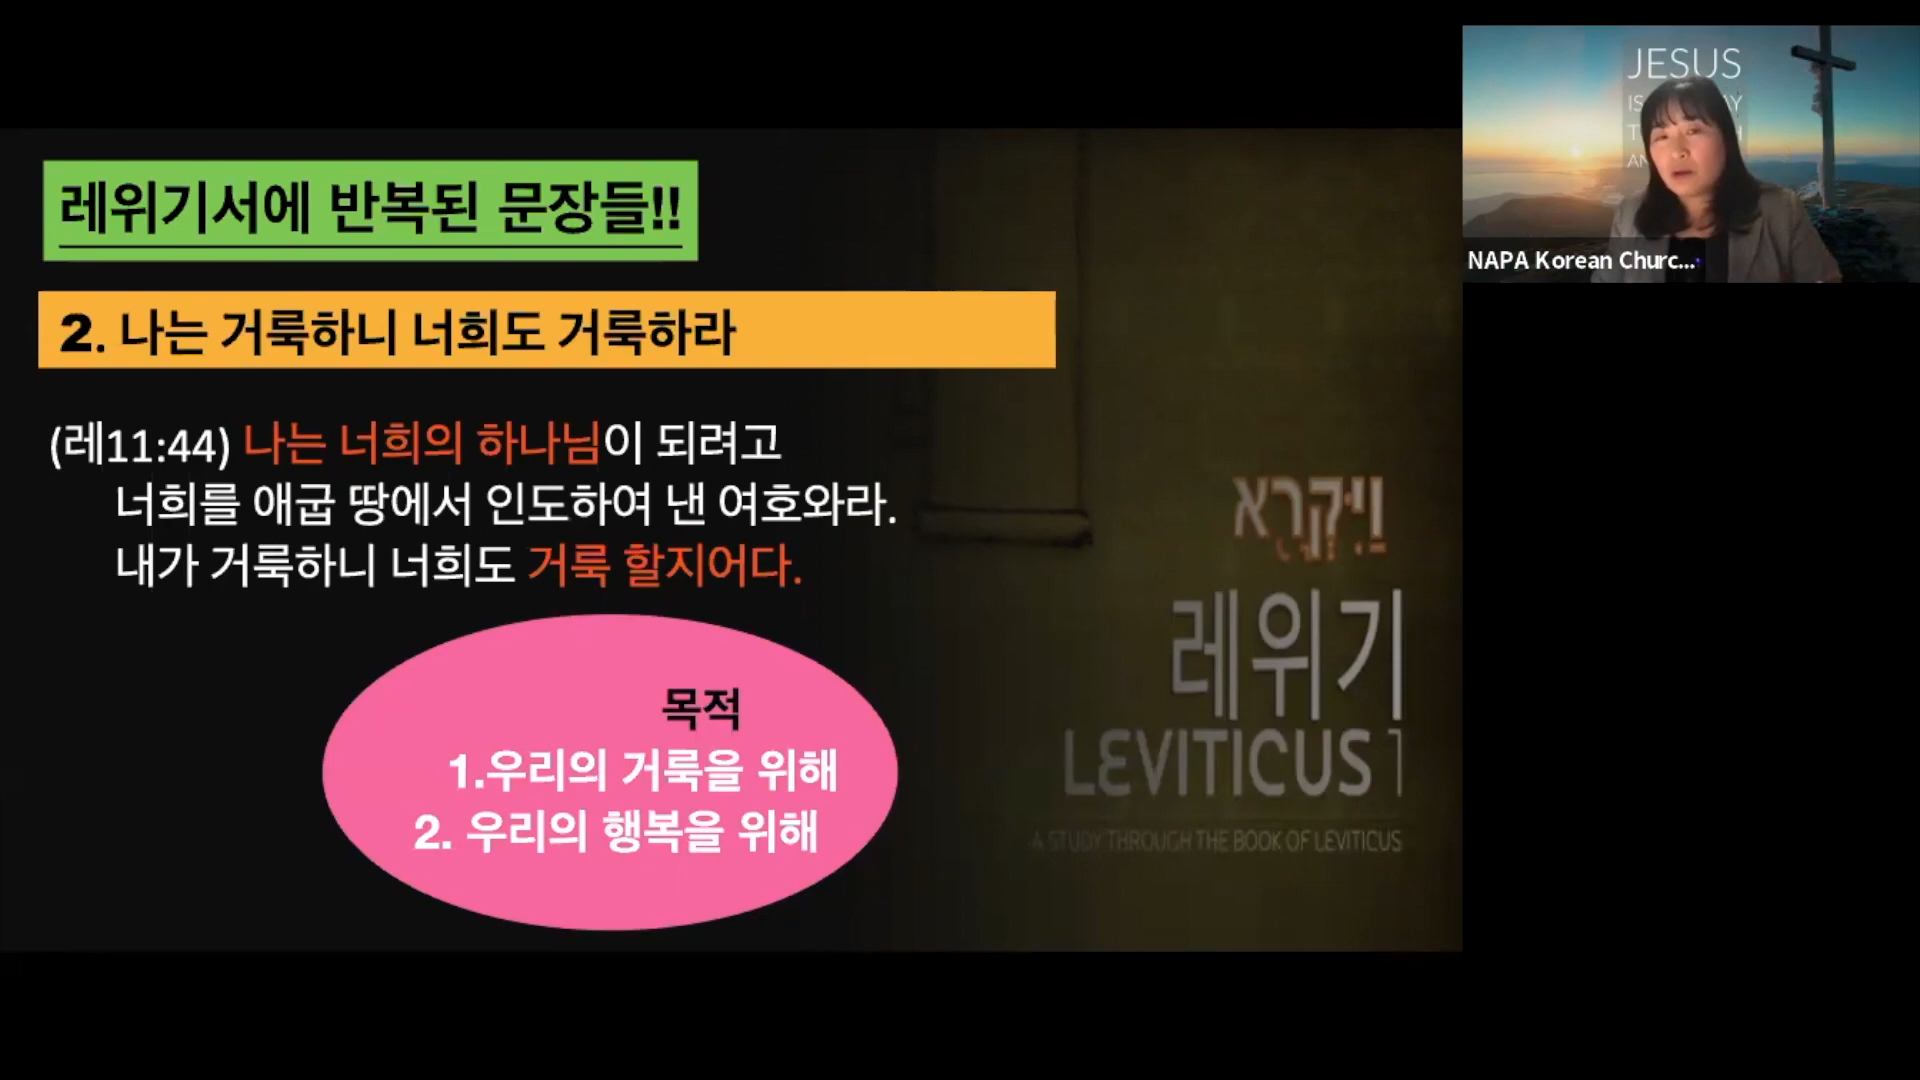 레위기서에 반복된 문장들!!
2. 나는 거룩하니 너희도 거룩하라
(레11:44) 나는 너희의 하나님이 되려고
너희를 애굽 땅에서 인도하여 낸 여호와라.
내가 거룩하니 너희도 거룩 할지어다.
목적
1.우리의 거룩을 위해
2. 우리의 행복을 위해
וַיִּקְרָא
레위기
LEVITICUS 1
A STUDY THROUGH THE BOOK OF LEVITICUS
JESUS
IS
NAPA Korean Churc...